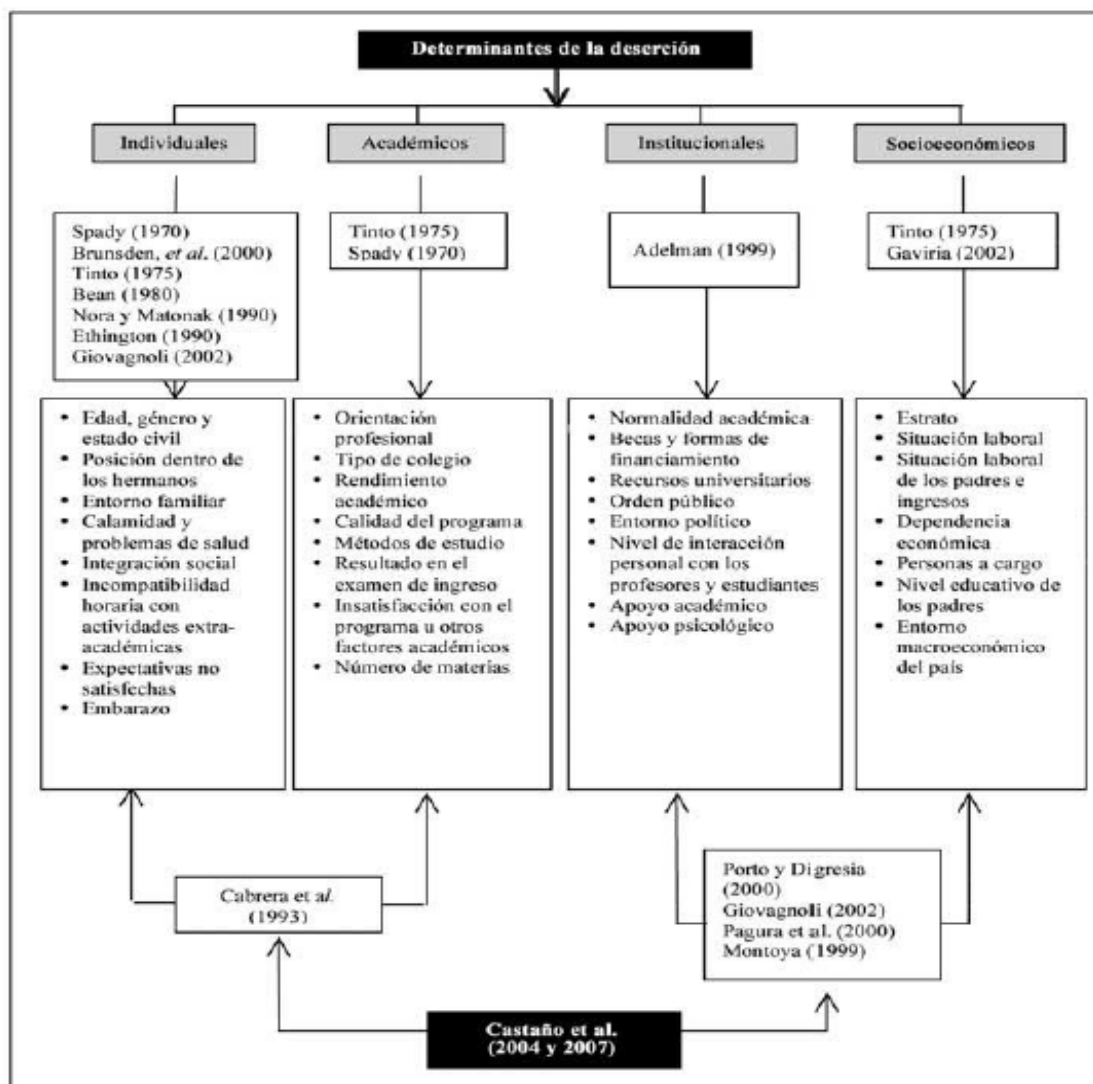 Determinantes de la deserción
Individuales
Académicos
Institucionales
Socioeconómicos
Spady (1970)
Brunsden, et al. (2000)
Tinto (1975)
Bean (1980)
Nora y Matonak (1990)
Ethington (1990)
Giovagnoli (2002)
Tinto (1975)
Spady (1970)
Adelman (1999)
Tinto (1975)
Gaviria (2002)
• Edad, género y
estado civil
• Posición dentro de
los hermanos
• Entorno familiar
• Calamidad y
problemas de salud
• Integración social
• Incompatibilidad
horaria con
actividades extra-
académicas
• Expectativas no
satisfechas
• Embarazo
• Orientación
profesional
• Tipo de colegio
• Rendimiento
académico
• Calidad del programa
• Métodos de estudio
• Resultado en el
examen de ingreso
• Insatisfacción con el
programa u otros
factores académicos
• Número de materias
• Normalidad académica
• Becas y formas de
financiamiento
• Recursos universitarios
• Orden público
• Entorno político
• Nivel de interacción
personal con los
profesores y estudiantes
• Apoyo académico
• Apoyo psicológico
• Estrato
• Situación laboral
• Situación laboral
de los padres e
ingresos
• Dependencia
económica
• Personas a cargo
• Nivel educativo de
los padres
• Entorno
macroeconómico
del país
Cabrera et al.
(1993)
Porto y Digresia
(2000)
Giovagnoli (2002)
Pagura et al. (2000)
Montoya (1999)
Castaño et al.
(2004 y 2007)